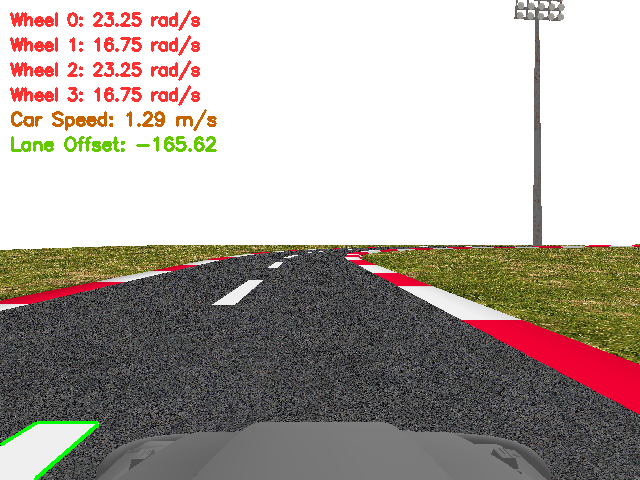 Wheel 0: 23.25 rad/s
Wheel 1: 16.75 rad/s
Wheel 2: 23.25 rad/s
Wheel 3: 16.75 rad/s
Car Speed: 1.29 m/s
Lane Offset: -165.62